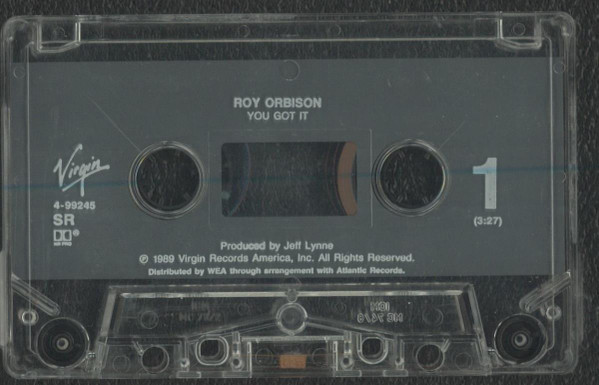 ROY ORBISON
YOU GOT IT
Virgin
4-99245
SR
1
(3:27)
Produced by Jeff Lynne
℗ 1989 Virgin Records America, Inc. All Rights Reserved.
Distributed by WEA through arrangement with Atlantic Records.